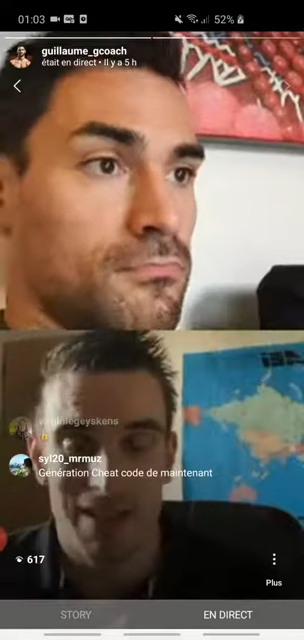 01:03
52%
guillaume_gcoach
était en direct • Il y a 5 h
syl20_mrmuz
Génération Cheat code de maintenant
617
Plus
STORY
EN DIRECT